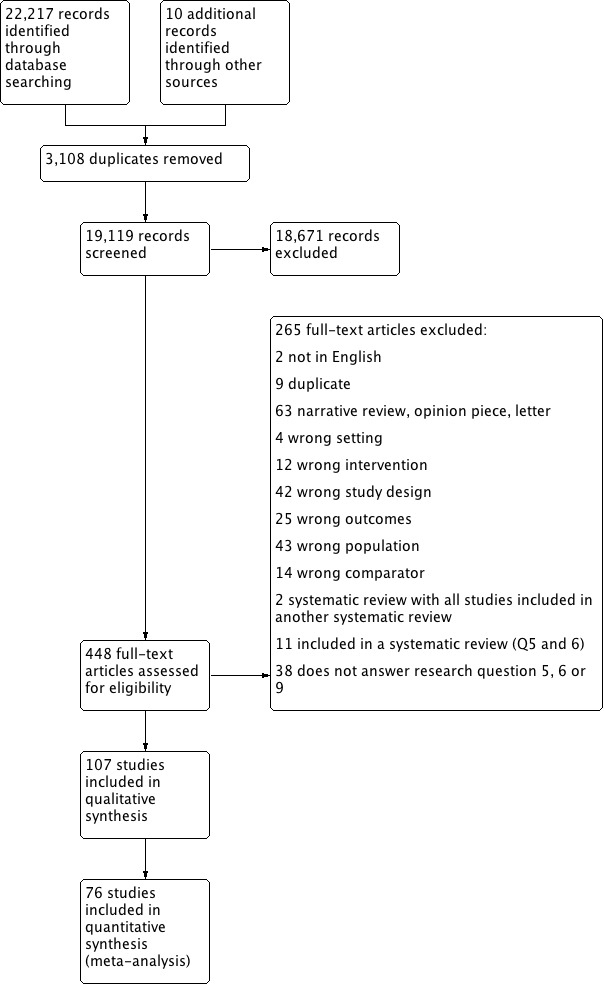 22,217 records
identified
through
database
searching
10 additional
records
identified
through other
sources
3,108 duplicates removed
19,119 records
screened
18,671 records
excluded
265 full-text articles excluded:
2 not in English
9 duplicate
63 narrative review, opinion piece, letter
4 wrong setting
12 wrong intervention
42 wrong study design
25 wrong outcomes
43 wrong population
14 wrong comparator
2 systematic review with all studies included in
another systematic review
11 included in a systematic review (Q5 and 6)
38 does not answer research question 5, 6 or
9
448 full-text
articles assessed
for eligibility
107 studies
included in
qualitative
synthesis
76 studies
included in
quantitative
synthesis
(meta-analysis)